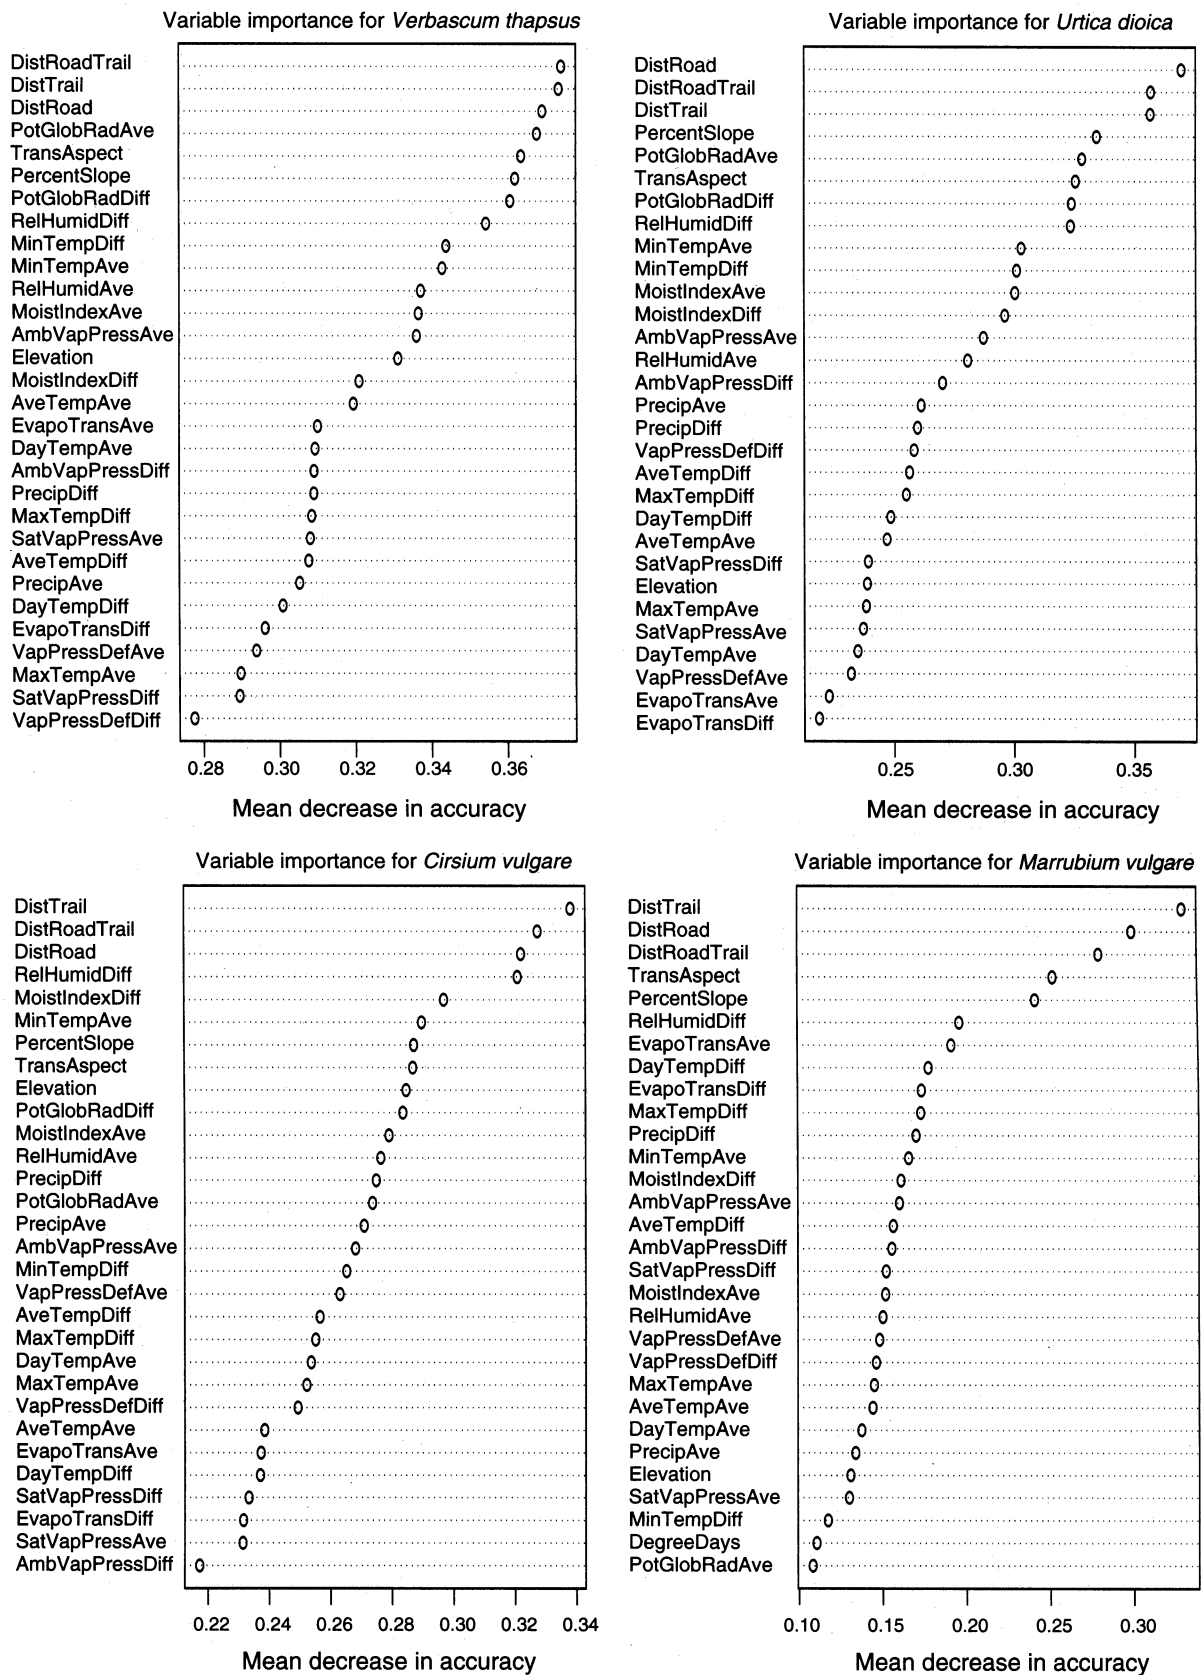 Variable importance for Verbascum thapsus
DistRoadTrail
DistTrail
DistRoad
PotGlobRadAve
TransAspect
PercentSlope
PotGlobRadDiff
RelHumidDiff
MinTempDiff
MinTempAve
RelHumidAve
MoistIndexAve
AmbVapPressAve
Elevation
MoistIndexDiff
AveTempAve
EvapoTransAve
DayTempAve
AmbVapPressDiff
PrecipDiff
MaxTempDiff
SatVapPressAve
AveTempDiff
PrecipAve
DayTempDiff
EvapoTransDiff
VapPressDefAve
MaxTempAve
SatVapPressDiff
VapPressDefDiff
0.28 0.30 0.32 0.34 0.36
Mean decrease in accuracy
Variable importance for Urtica dioica
DistRoad
DistRoadTrail
DistTrail
PercentSlope
PotGlobRadAve
TransAspect
PotGlobRadDiff
RelHumidDiff
MinTempAve
MinTempDiff
MoistIndexAve
MoistIndexDiff
AmbVapPressAve
RelHumidAve
AmbVapPressDiff
PrecipAve
PrecipDiff
VapPressDefDiff
AveTempDiff
MaxTempDiff
DayTempDiff
AveTempAve
SatVapPressDiff
Elevation
MaxTempAve
SatVapPressAve
DayTempAve
VapPressDefAve
EvapoTransAve
EvapoTransDiff
0.25 0.30 0.35
Mean decrease in accuracy
Variable importance for Cirsium vulgare
DistTrail
DistRoadTrail
DistRoad
RelHumidDiff
MoistIndexDiff
MinTempAve
PercentSlope
TransAspect
Elevation
PotGlobRadDiff
MoistIndexAve
RelHumidAve
PrecipDiff
PotGlobRadAve
PrecipAve
AmbVapPressAve
MinTempDiff
VapPressDefAve
AveTempDiff
MaxTempDiff
DayTempAve
MaxTempAve
VapPressDefDiff
AveTempAve
EvapoTransAve
DayTempDiff
SatVapPressDiff
EvapoTransDiff
SatVapPressAve
AmbVapPressDiff
0.22 0.24 0.26 0.28 0.30 0.32 0.34
Mean decrease in accuracy
Variable importance for Marrubium vulgare
DistTrail
DistRoad
DistRoadTrail
TransAspect
PercentSlope
RelHumidDiff
EvapoTransAve
DayTempDiff
EvapoTransDiff
MaxTempDiff
PrecipDiff
MinTempAve
MoistIndexDiff
AmbVapPressAve
AveTempDiff
AmbVapPressDiff
SatVapPressDiff
MoistIndexAve
RelHumidAve
VapPressDefAve
VapPressDefDiff
MaxTempAve
AveTempAve
DayTempAve
PrecipAve
Elevation
SatVapPressAve
MinTempDiff
DegreeDays
PotGlobRadAve
0.10 0.15 0.20 0.25 0.30
Mean decrease in accuracy